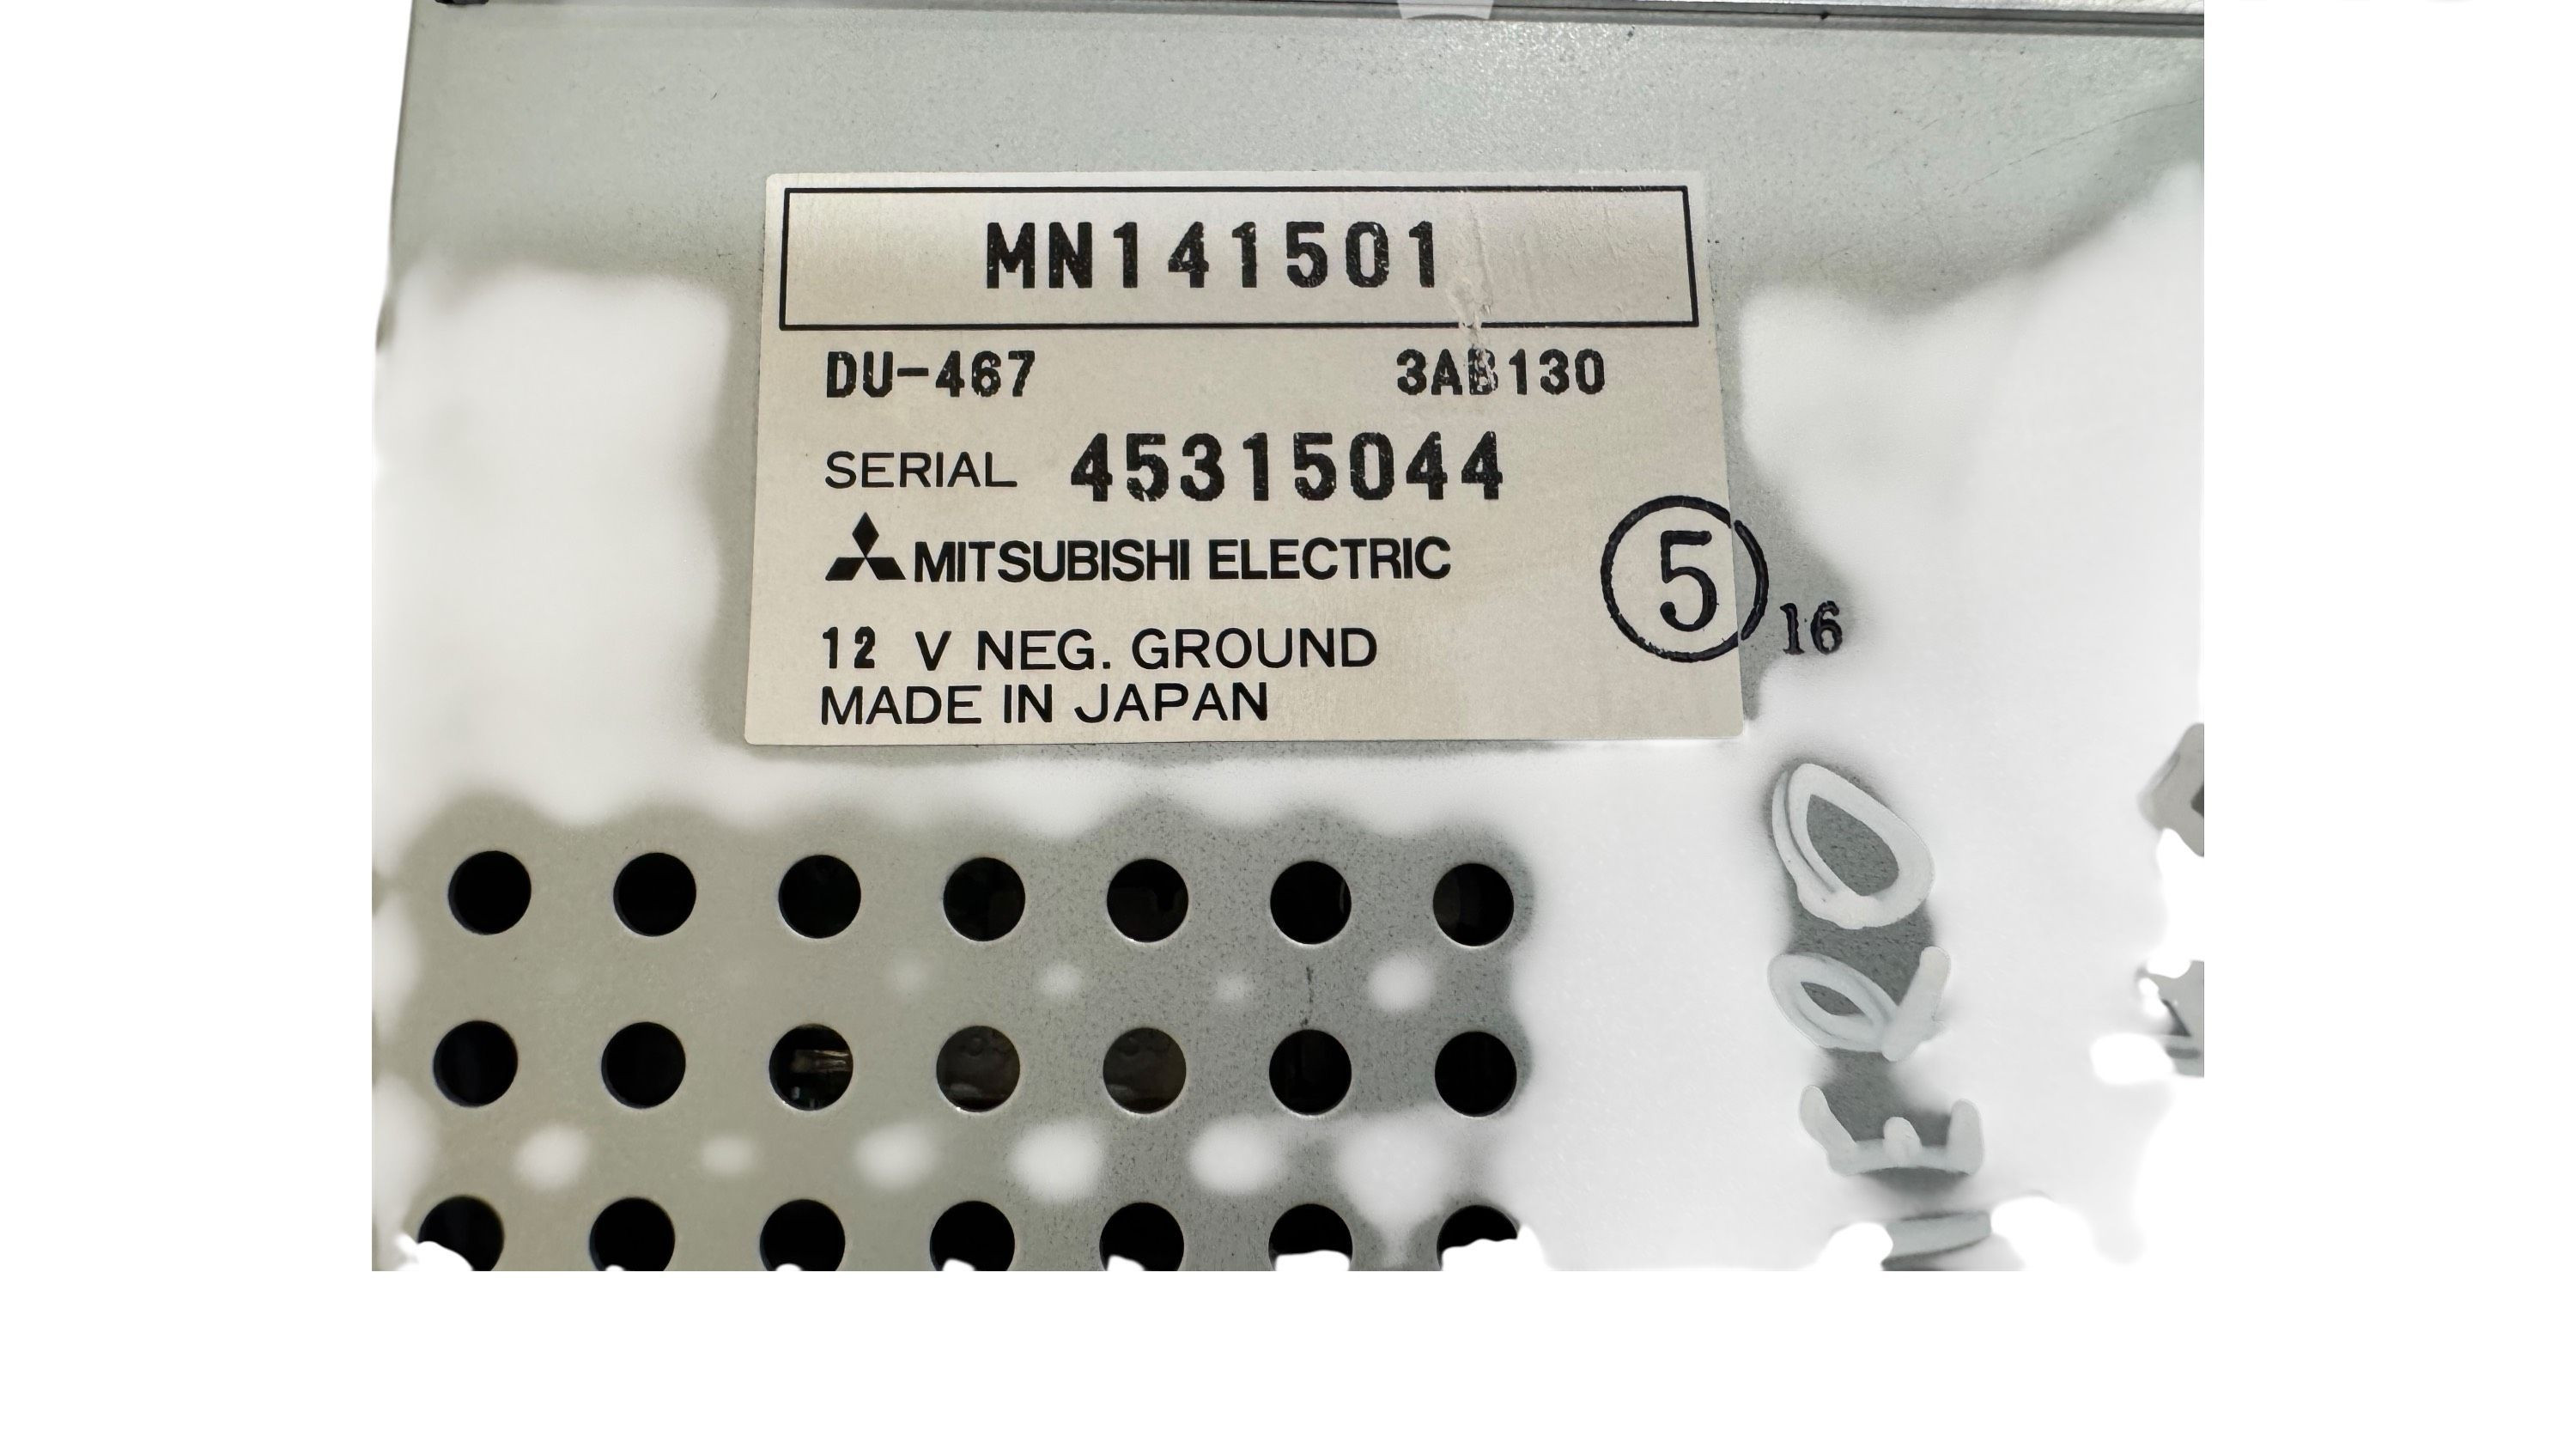 MN141501
DU-467 3AB130
SERIAL 45315044
MITSUBISHI ELECTRIC
5
16
12 V NEG. GROUND
MADE IN JAPAN